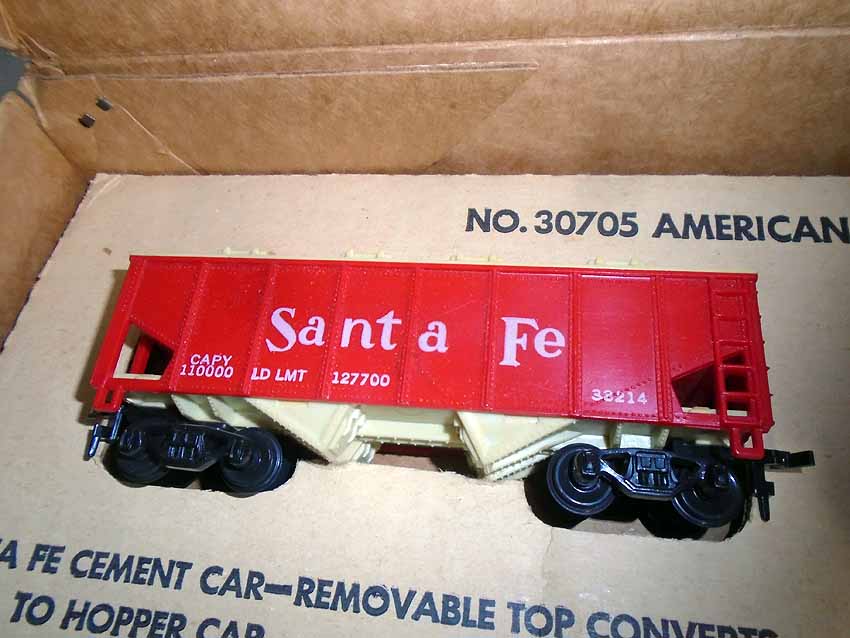 NO. 30705 AMERICAN
Santa Fe
CAPY
110000 LD LMT 127700
33214
A FE CEMENT CAR—REMOVABLE TOP CONVERTS
TO HOPPER CAR